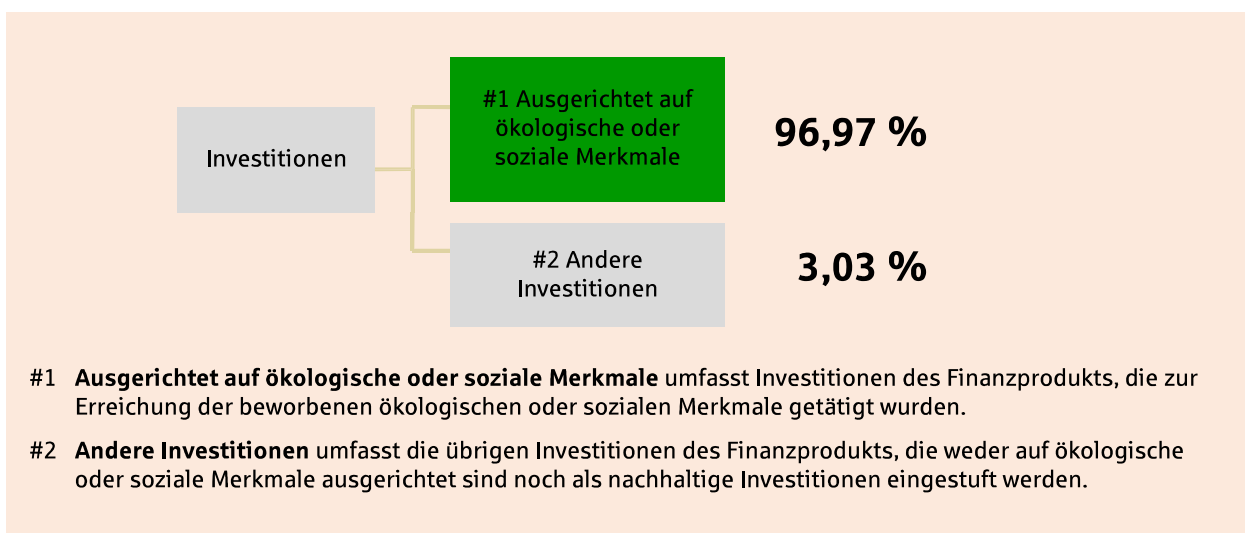 Investitionen
#1 Ausgerichtet auf
ökologische oder
soziale Merkmale
96,97 %
#2 Andere
Investitionen
3,03 %
#1 Ausgerichtet auf ökologische oder soziale Merkmale umfasst Investitionen des Finanzprodukts, die zur
Erreichung der beworbenen ökologischen oder sozialen Merkmale getätigt wurden.
#2 Andere Investitionen umfasst die übrigen Investitionen des Finanzprodukts, die weder auf ökologische
oder soziale Merkmale ausgerichtet sind noch als nachhaltige Investitionen eingestuft werden.